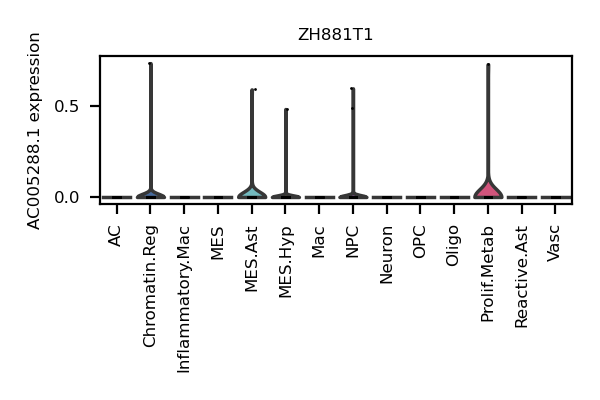 ZH881T1
AC005288.1 expression
0.5
0.0
AC
Chromatin.Reg
Inflammatory.Mac
MES
MES.Ast
MES.Hyp
Mac
NPC
Neuron
OPC
Oligo
Prolif.Metab
Reactive.Ast
Vasc